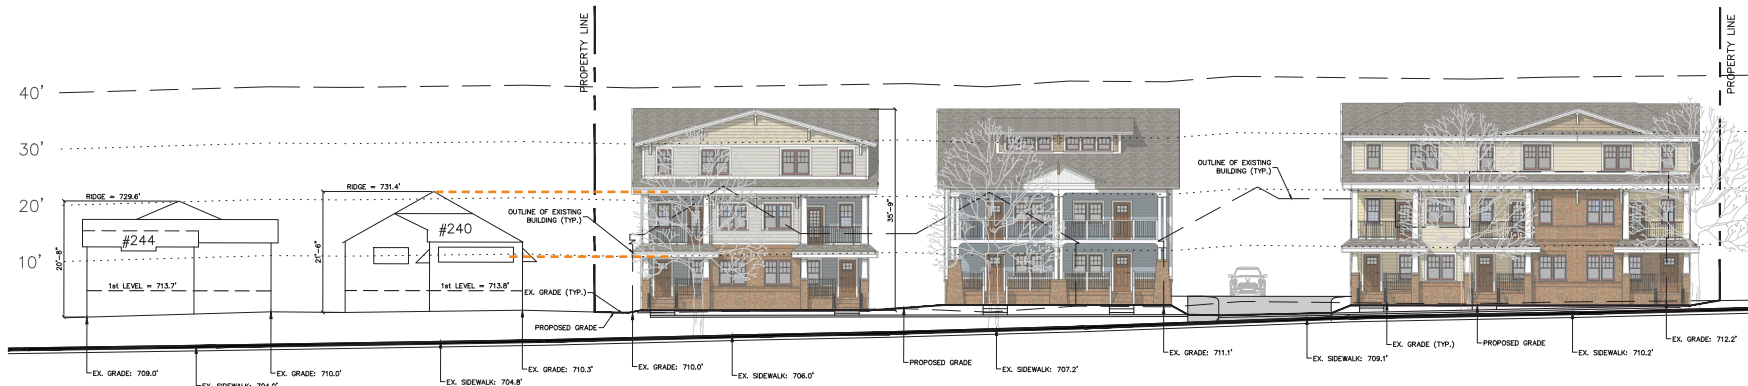 PROPERTY LINE
PROPERTY LINE
40'
30'
20'
10'
RIDGE = 729.6'
RIDGE = 731.4'
#244
#240
20'-8"
21'-6"
1st LEVEL = 713.7'
1st LEVEL = 713.8'
OUTLINE OF EXISTING
BUILDING (TYP.)
EX. GRADE (TYP.)
PROPOSED GRADE
35'-9"
OUTLINE OF EXISTING
BUILDING (TYP.)
EX. GRADE: 709.0'
EX. SIDEWALK: 704.0'
EX. GRADE: 710.0'
EX. SIDEWALK: 704.8'
EX. GRADE: 710.3'
EX. GRADE: 710.0'
EX. SIDEWALK: 706.0'
PROPOSED GRADE
EX. SIDEWALK: 707.2'
EX. GRADE: 711.1'
EX. SIDEWALK: 709.1'
EX. GRADE (TYP.)
PROPOSED GRADE
EX. SIDEWALK: 710.2'
EX. GRADE: 712.2'